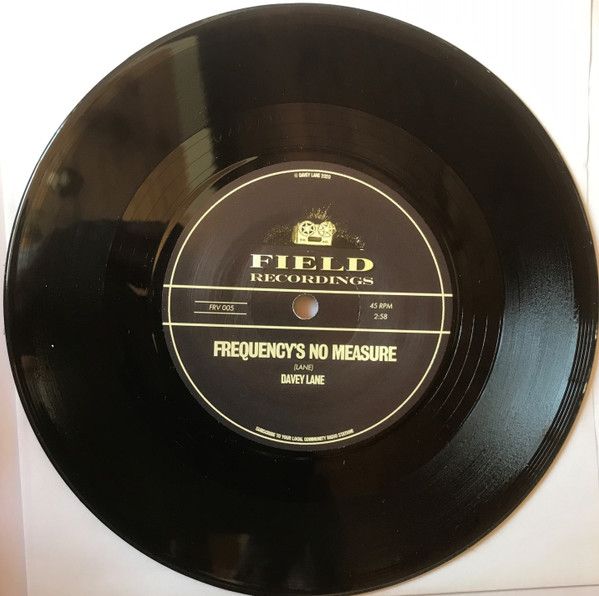 © DAVEY LANE 2020
FIELD
RECORDINGS
FRV 005
45 RPM
2:58
FREQUENCY'S NO MEASURE
(LANE)
DAVEY LANE
SUBSCRIBE TO YOUR LOCAL COMMUNITY RADIO STATION!